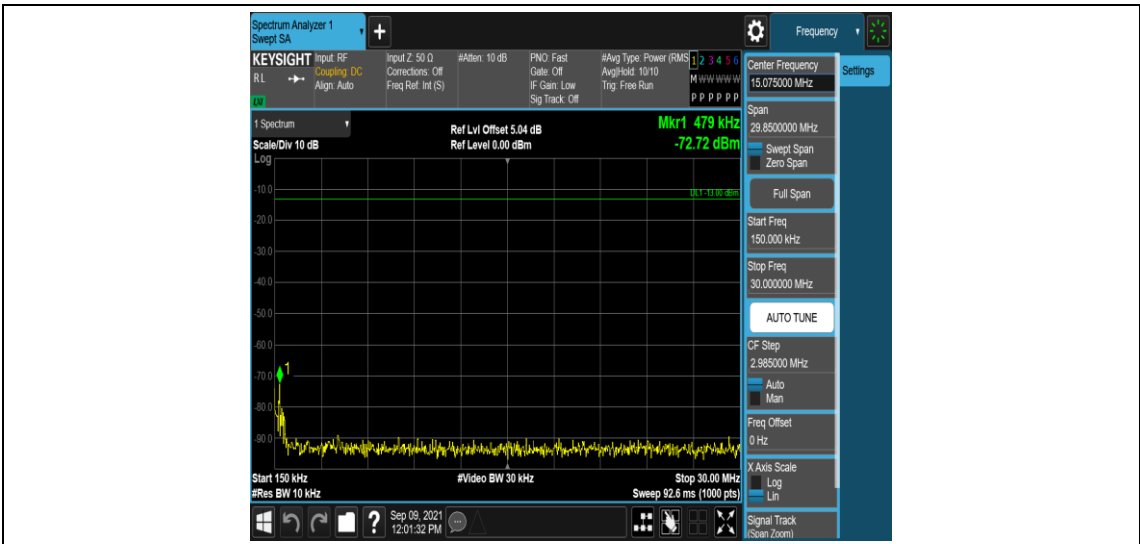 Spectrum Analyzer 1
Swept SA
Frequency
KEYSIGHT
RL
Input: RF
Coupling: DC
Align: Auto
Input Z: 50 Ω
Corrections: Off
Freq Ref: Int (S)
#Atten: 10 dB
PNO: Fast
Gate: Off
IF Gain: Low
Sig Track: Off
#Avg Type: Power (RMS
Avg|Hold: 10/10
Trig: Free Run
1 2 3 4 5 6
M W W W W W
P P P P P P
1 Spectrum
Scale/Div 10 dB
Ref Lvl Offset 5.04 dB
Ref Level 0.00 dBm
Mkr1 479 kHz
-72.72 dBm
Log
DL1 -13.00 dBm
-10.0
-20.0
-30.0
-40.0
-50.0
-60.0
-70.0
1
-80.0
-90.0
Start 150 kHz
#Video BW 30 kHz
Stop 30.00 MHz
#Res BW 10 kHz
Sweep 92.6 ms (1000 pts)
Sep 09, 2021
12:01:32 PM
Center Frequency
15.075000 MHz
Settings
Span
29.8500000 MHz
Swept Span
Zero Span
Full Span
Start Freq
150.000 kHz
Stop Freq
30.000000 MHz
AUTO TUNE
CF Step
2.985000 MHz
Auto
Man
Freq Offset
0 Hz
X Axis Scale
Log
Lin
Signal Track
(Span Zoom)